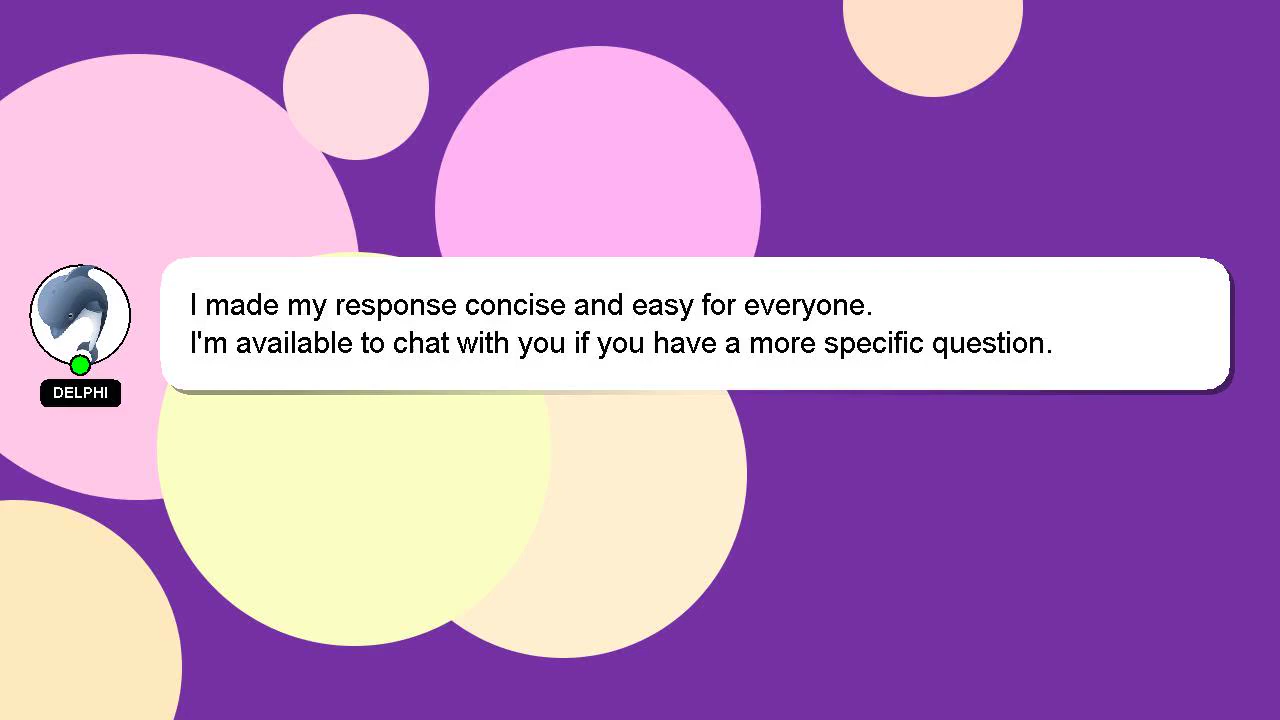 I made my response concise and easy for everyone.
I'm available to chat with you if you have a more specific question.
DELPHI